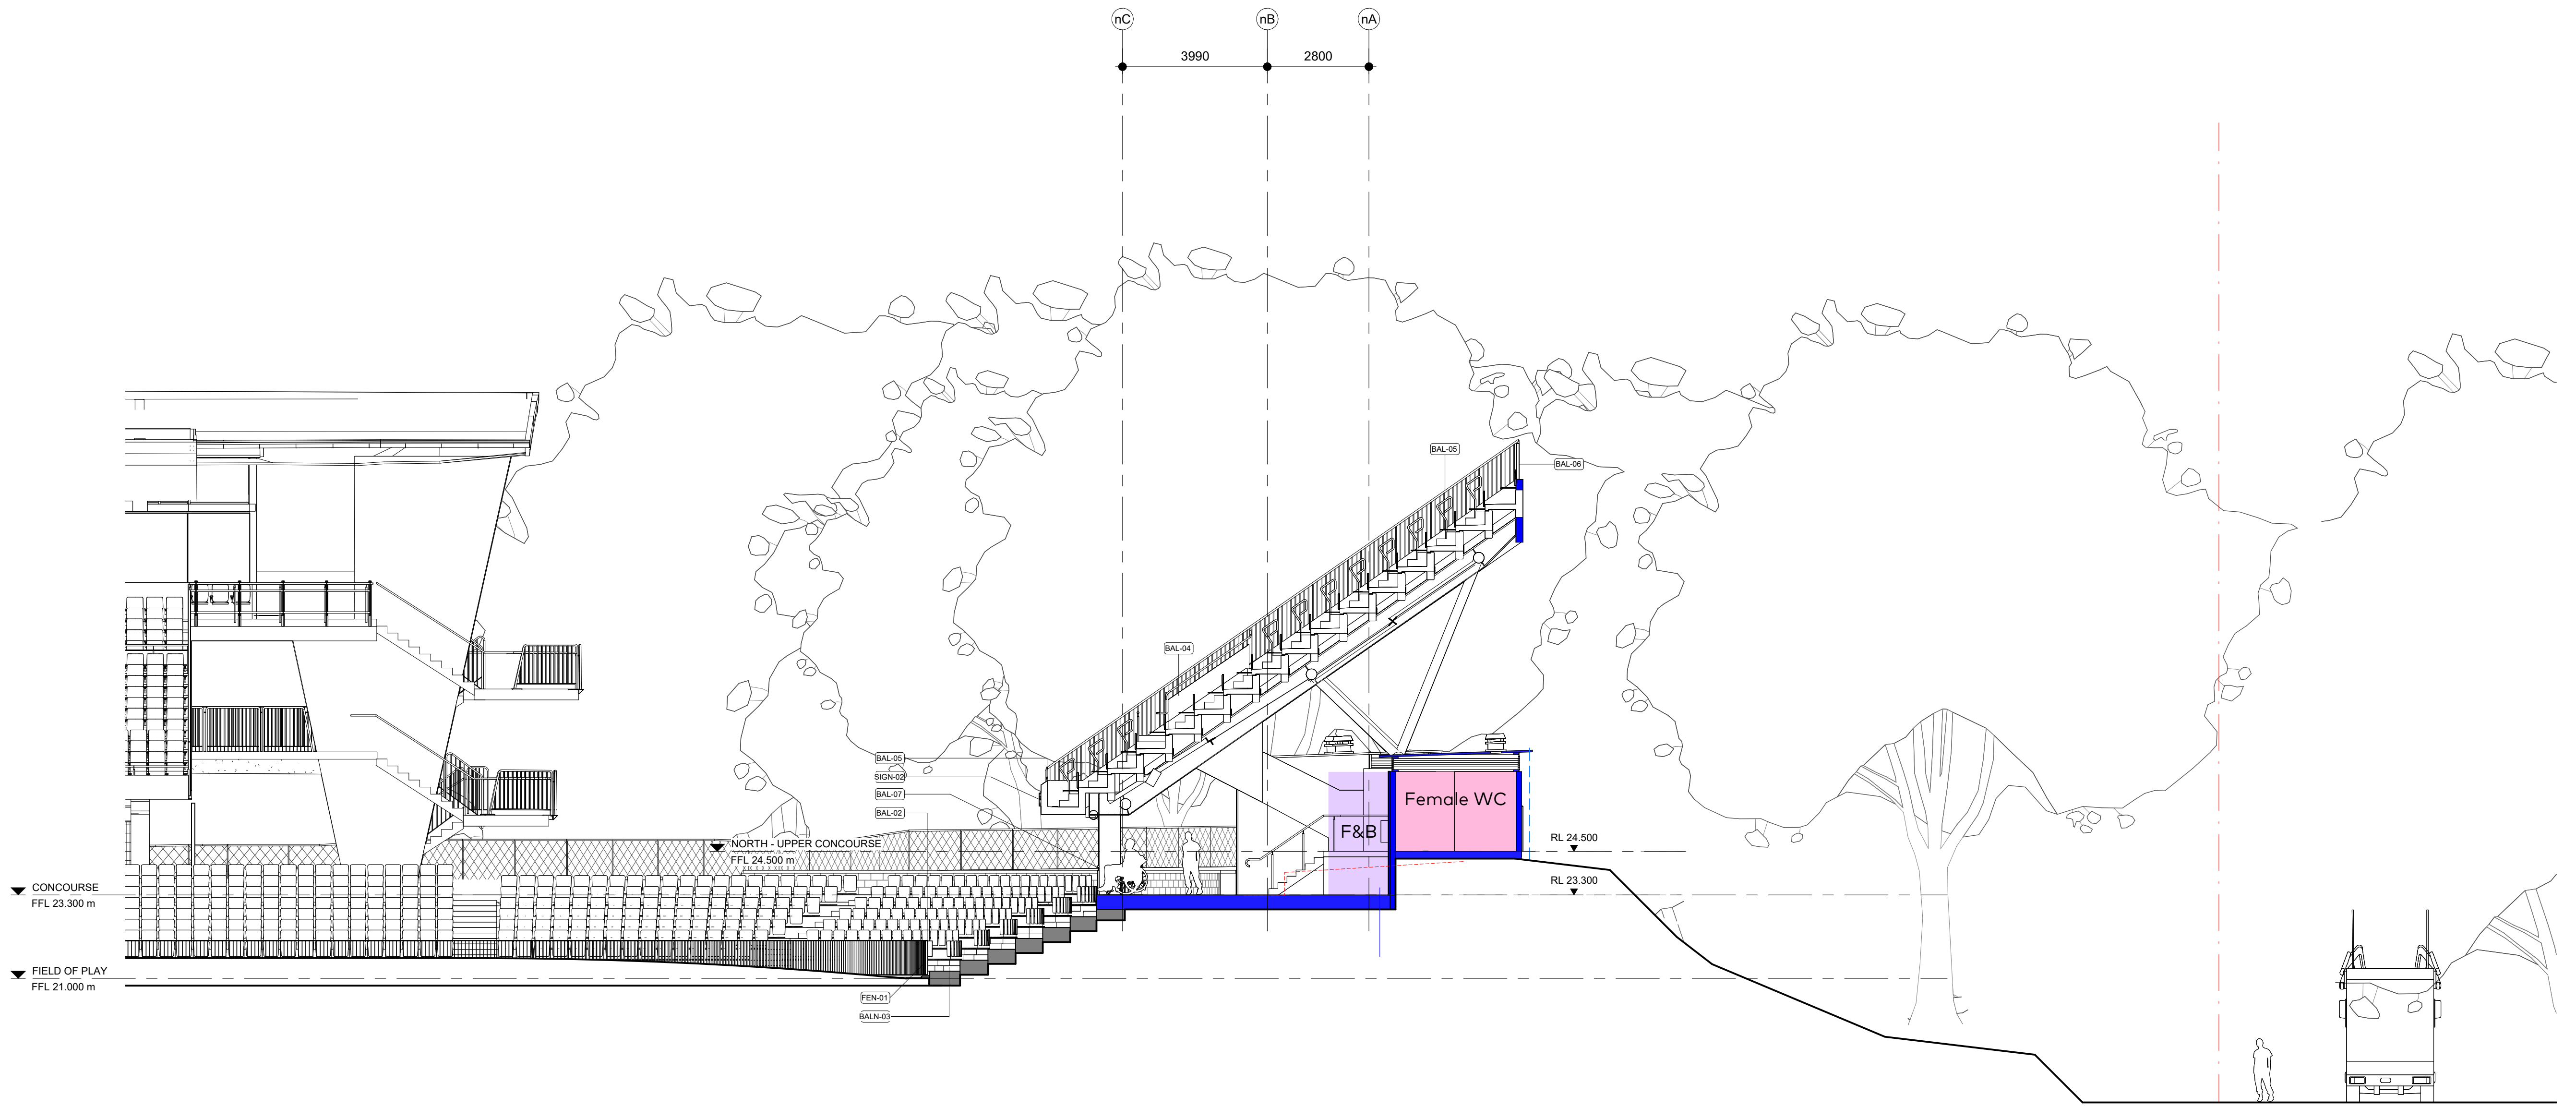 nC
nB
nA
3990
2800
BAL-05
BAL-06
BAL-04
BAL-05
SIGN-02
BAL-07
BAL-02
Female WC
F&B
NORTH - UPPER CONCOURSE
FFL 24.500 m
RL 24.500
CONCOURSE
FFL 23.300 m
RL 23.300
FIELD OF PLAY
FFL 21.000 m
FEN-01
BALN-03